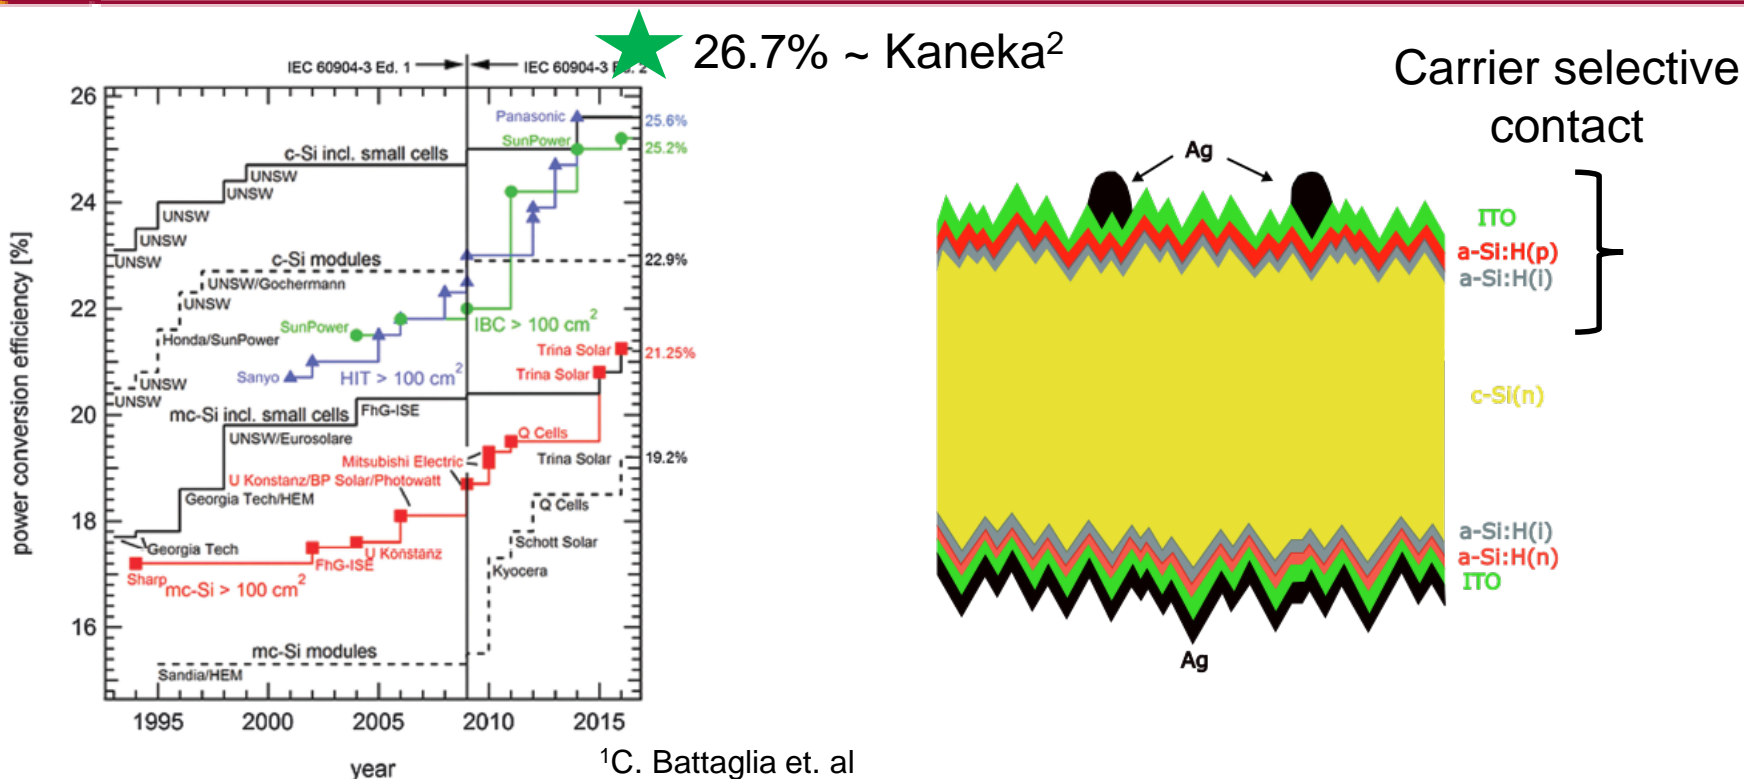 26.7% ~ Kaneka²
Carrier selective
contact
IEC 60904-3 Ed. 1
IEC 60904-3 Ed. 2
power conversion efficiency [%]
26
24
22
20
18
16
Panasonic
25.6%
SunPower
25.2%
c-Si incl. small cells
UNSW
UNSW
UNSW
UNSW
UNSW
c-Si modules
22.9%
UNSW/Gochermann
UNSW
SunPower
IBC > 100 cm²
Honda/SunPower
Trina Solar
21.25%
Sanyo
HIT > 100 cm²
Trina Solar
UNSW
UNSW
mc-Si incl. small cells
FhG-ISE
UNSW/Eurosolare
Q Cells
Mitsubishi Electric
Trina Solar
19.2%
U Konstanz/BP Solar/Photowatt
Georgia Tech/HEM
Q Cells
Georgia Tech
U Konstanz
Schott Solar
FhG-ISE
Kyocera
Sharp
mc-Si > 100 cm²
mc-Si modules
Sandia/HEM
1995
2000
2005
2010
2015
year
¹C. Battaglia et. al
Ag
ITO
a-Si:H(p)
a-Si:H(i)
c-Si(n)
a-Si:H(i)
a-Si:H(n)
ITO
Ag